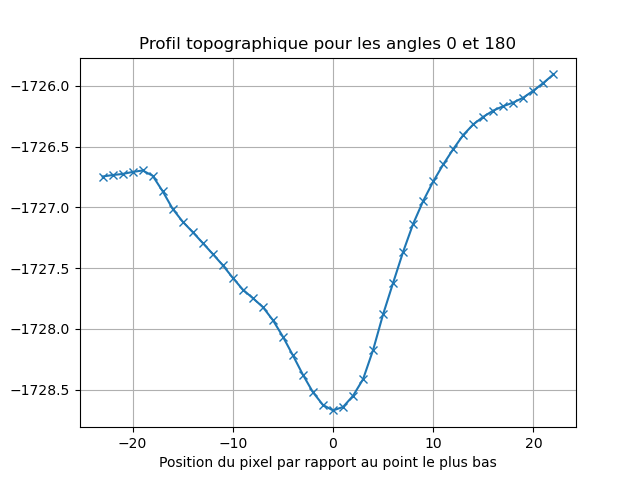 Profil topographique pour les angles 0 et 180
−1726.0
−1726.5
−1727.0
−1727.5
−1728.0
−1728.5
−20 −10 0 10 20
Position du pixel par rapport au point le plus bas